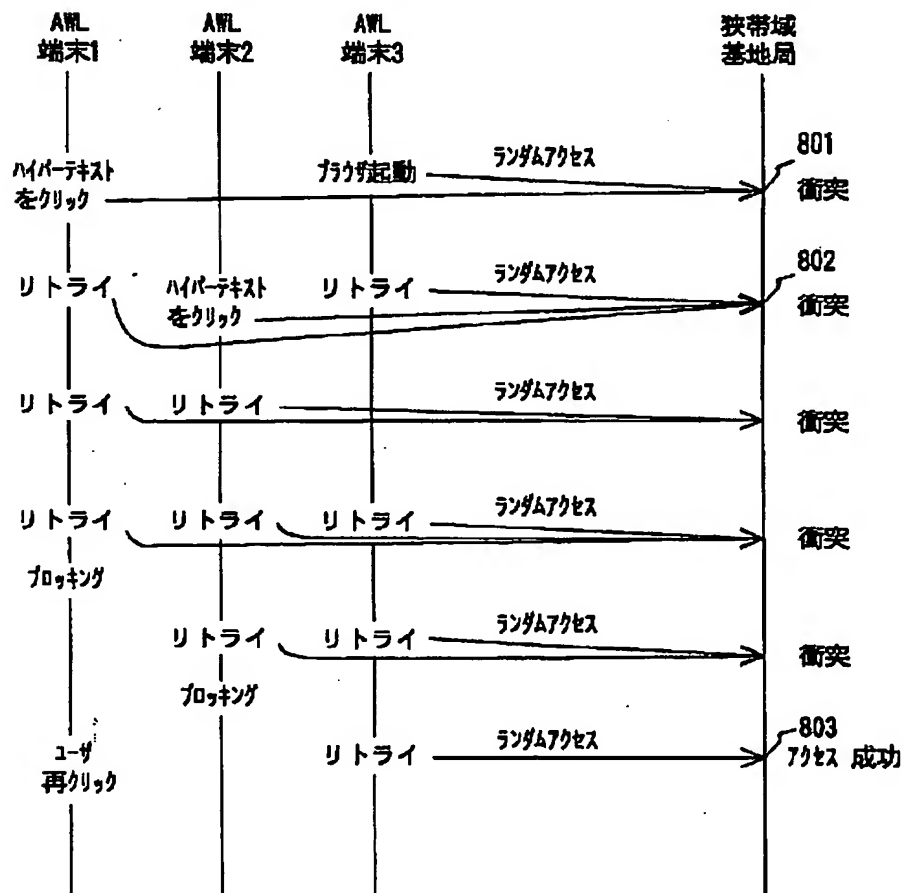 AWL
端末1
AWL
端末2
AWL
端末3
狭帯域
基地局
ハイパーテキスト
をクリック
ブラウザ起動
ランダムアクセス
801
衝突
リトライ
ハイパーテキスト
をクリック
リトライ
ランダムアクセス
802
衝突
リトライ
リトライ
ランダムアクセス
衝突
リトライ
リトライ
リトライ
ランダムアクセス
衝突
ブロッキング
リトライ
リトライ
ランダムアクセス
衝突
ブロッキング
ユーザ
再クリック
リトライ
ランダムアクセス
803
アクセス 成功